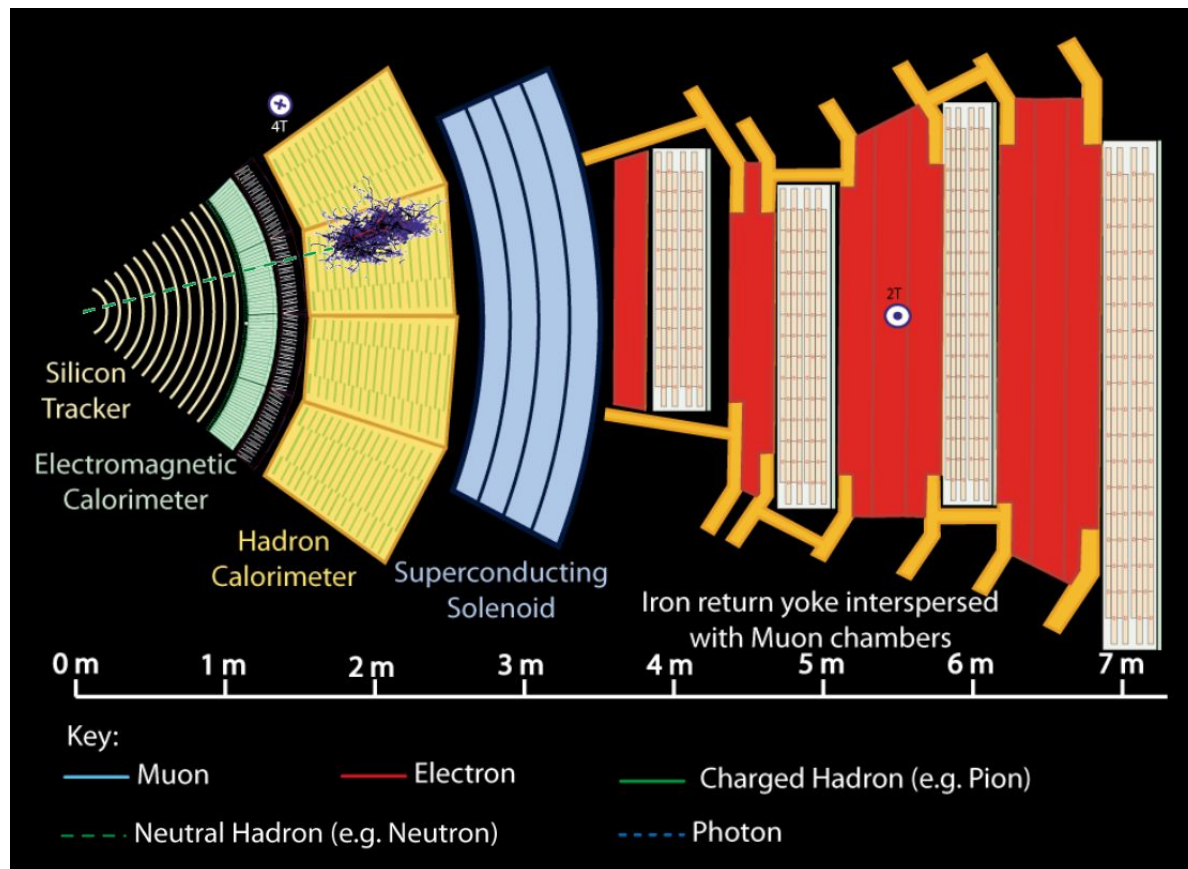 4T
2T
Silicon
Tracker
Electromagnetic
Calorimeter
Hadron
Calorimeter
Superconducting
Solenoid
Iron return yoke interspersed
with Muon chambers
0 m 1 m 2 m 3 m 4 m 5 m 6 m 7 m
Key:
Muon Electron Charged Hadron (e.g. Pion)
Neutral Hadron (e.g. Neutron) Photon